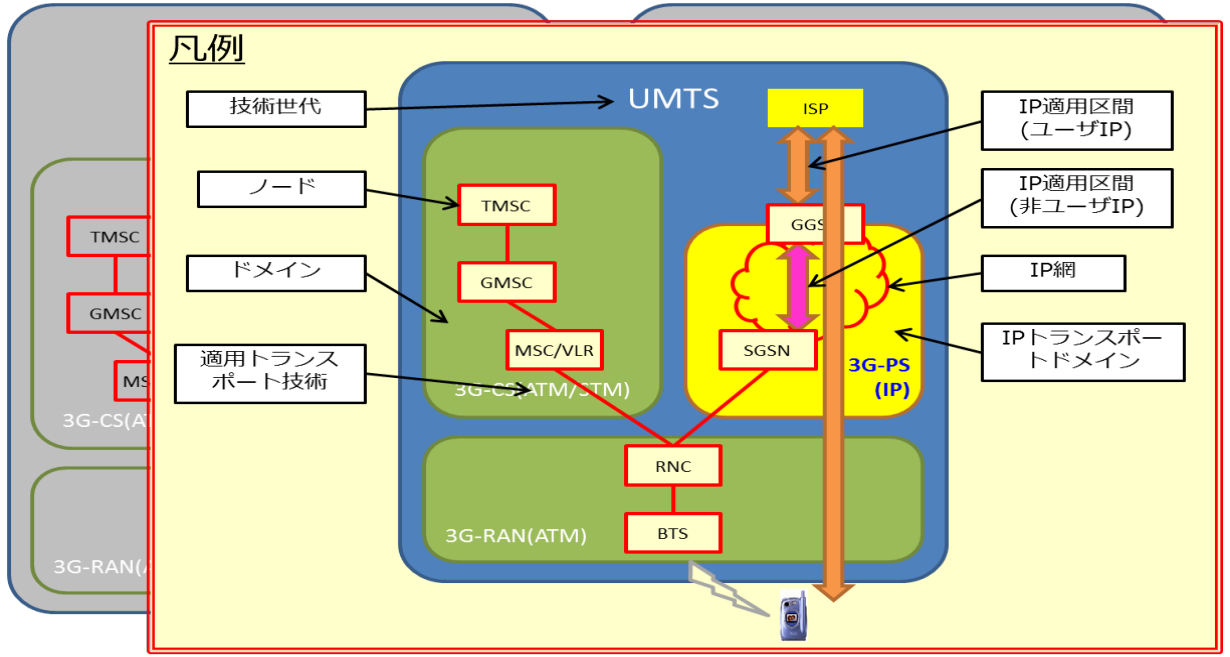 凡例
技術世代
UMTS
ISP
IP適用区間
(ユーザIP)
ノード
TMSC
IP適用区間
(非ユーザIP)
GGS
ドメイン
GMSC
IP網
適用トランス
ポート技術
MSC/VLR
SGSN
IPトランスポー
トドメイン
3G-PS
(IP)
3G-CS(ATM/STM)
RNC
BTS
3G-RAN(ATM)
TMSC
GMSC
MS
3G-CS(AT
3G-RAN(A